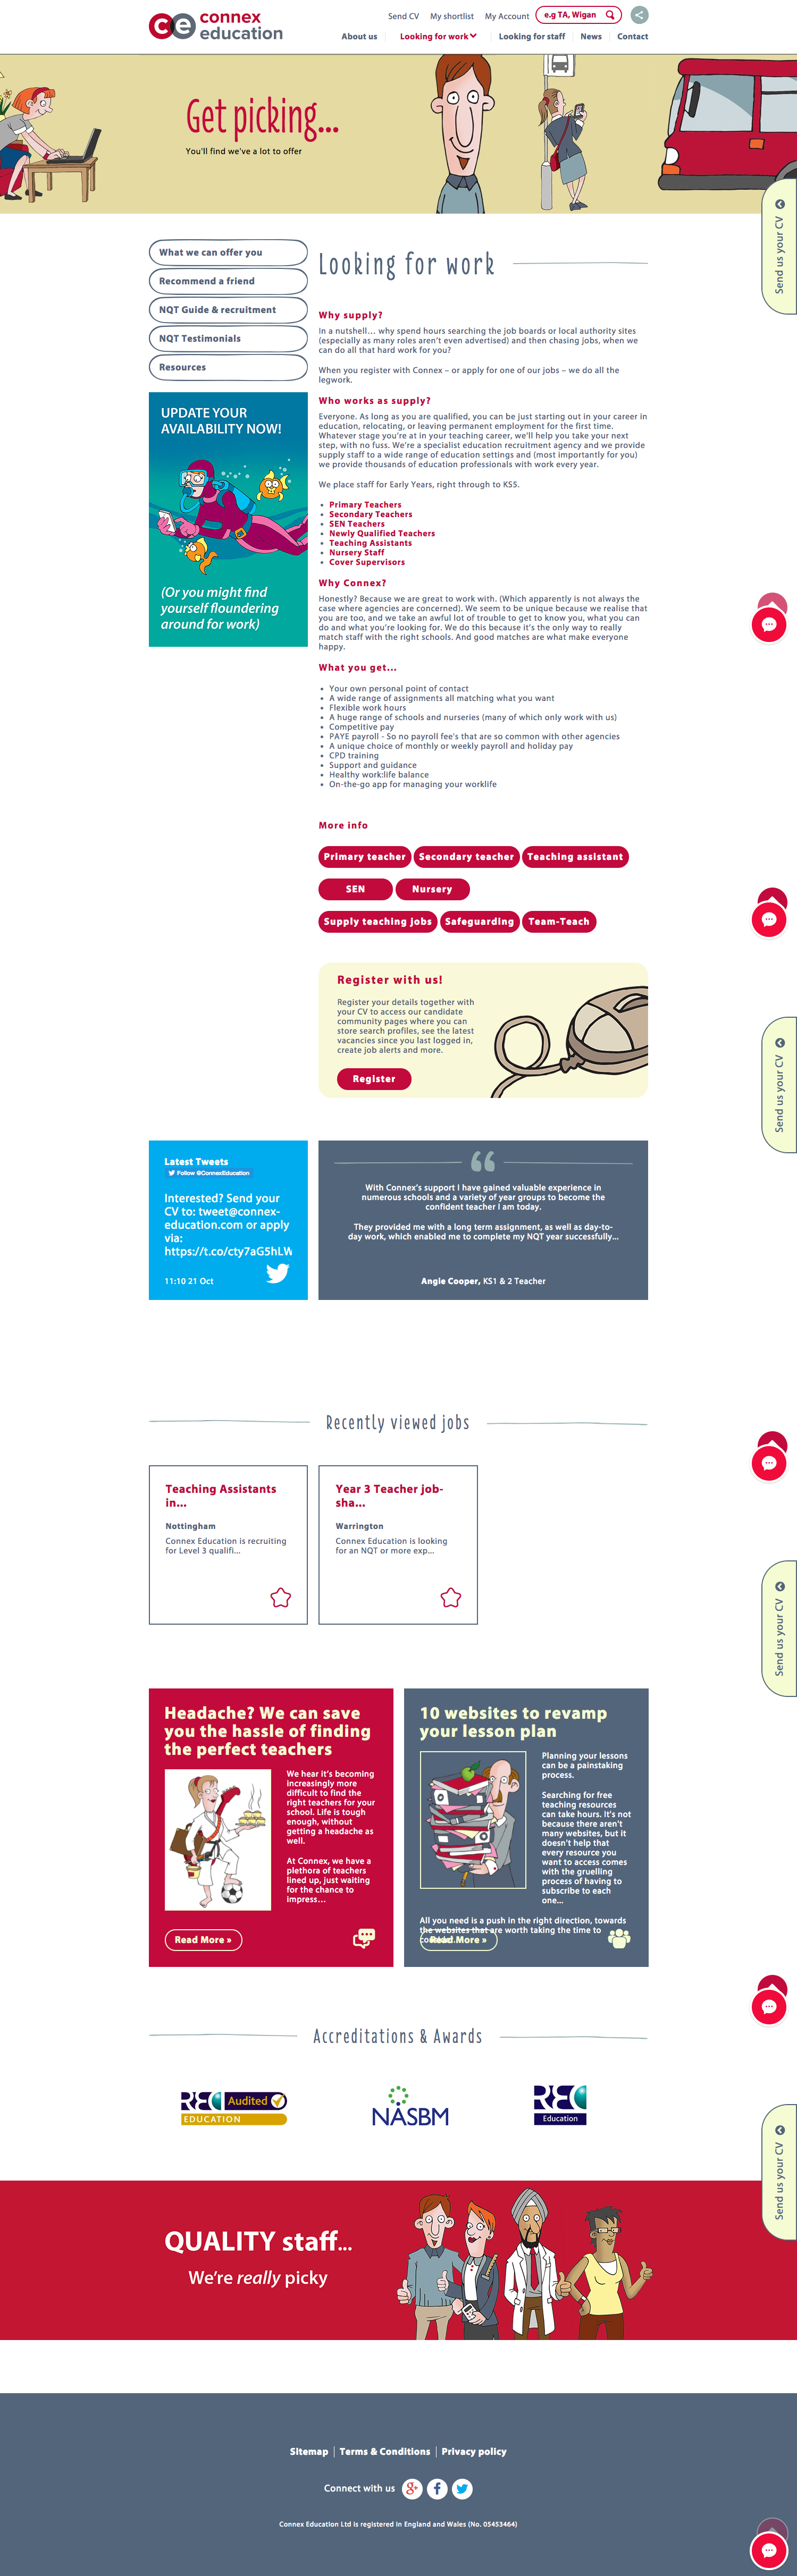 connex
education
Send CV
My shortlist
My Account
e.g TA, Wigan
About us
Looking for work
Looking for staff
News
Contact
Get picking...
You'll find we've a lot to offer
Send us your CV
What we can offer you
Recommend a friend
NQT Guide & recruitment
NQT Testimonials
Resources
UPDATE YOUR
AVAILABILITY NOW!
(Or you might find
yourself floundering
around for work)
Looking for work
Why supply?
In a nutshell… why spend hours searching the job boards or local authority sites
(especially as many roles aren't even advertised) and then chasing jobs, when we
can do all that hard work for you?
When you register with Connex – or apply for one of our jobs – we do all the
legwork.
Who works as supply?
Everyone. As long as you are qualified, you can be just starting out in your career in
education, relocating, or leaving permanent employment for the first time.
Whatever stage you're at in your teaching career, we'll help you take your next
step, with no fuss. We're a specialist education recruitment agency and we provide
supply staff to a wide range of education settings and (most importantly for you)
we provide thousands of education professionals with work every year.
We place staff for Early Years, right through to KS5.
Primary Teachers
Secondary Teachers
SEN Teachers
Newly Qualified Teachers
Teaching Assistants
Nursery Staff
Cover Supervisors
Why Connex?
Honestly? Because we are great to work with. (Which apparently is not always the
case where agencies are concerned). We seem to be unique because we realise that
you are too, and we take an awful lot of trouble to get to know you, what you can
do and what you're looking for. We do this because it's the only way to really
match staff with the right schools. And good matches are what make everyone
happy.
What you get...
Your own personal point of contact
A wide range of assignments all matching what you want
Flexible work hours
A huge range of schools and nurseries (many of which only work with us)
Competitive pay
PAYE payroll - So no payroll fee's that are so common with other agencies
A unique choice of monthly or weekly payroll and holiday pay
CPD training
Support and guidance
Healthy work:life balance
On-the-go app for managing your worklife
More info
Primary teacher
Secondary teacher
Teaching assistant
SEN
Nursery
Supply teaching jobs
Safeguarding
Team-Teach
Register with us!
Register your details together with
your CV to access our candidate
community pages where you can
store search profiles, see the latest
vacancies since you last logged in,
create job alerts and more.
Register
Send us your CV
Latest Tweets
Follow @ConnexEducation
Interested? Send your
CV to: tweet@connex-
education.com or apply
via:
https://t.co/cty7aG5hLW
11:10 21 Oct
With Connex's support I have gained valuable experience in
numerous schools and a variety of year groups to become the
confident teacher I am today.
They provided me with a long term assignment, as well as day-to-
day work, which enabled me to complete my NQT year successfully...
Angie Cooper, KS1 & 2 Teacher
Recently viewed jobs
Teaching Assistants
in...
Nottingham
Connex Education is recruiting
for Level 3 qualifi...
Year 3 Teacher job-
sha...
Warrington
Connex Education is looking
for an NQT or more exp...
Send us your CV
Headache? We can save
you the hassle of finding
the perfect teachers
We hear it's becoming
increasingly more
difficult to find the
right teachers for your
school. Life is tough
enough, without
getting a headache as
well.
At Connex, we have a
plethora of teachers
lined up, just waiting
for the chance to
impress…
Read More »
10 websites to revamp
your lesson plan
Planning your lessons
can be a painstaking
process.
Searching for free
teaching resources
can take hours. It's not
because there aren't
many websites, but it
doesn't help that
every resource you
want to access comes
with the gruelling
process of having to
subscribe to each
one…
All you need is a push in the right direction, towards
the websites that are worth taking the time to
Read More »
Accreditations & Awards
REC Audited
EDUCATION
NASBM
REC
Education
Send us your CV
QUALITY staff...
We're really picky
Sitemap
Terms & Conditions
Privacy policy
Connect with us
Connex Education Ltd is registered in England and Wales (No. 05453464)